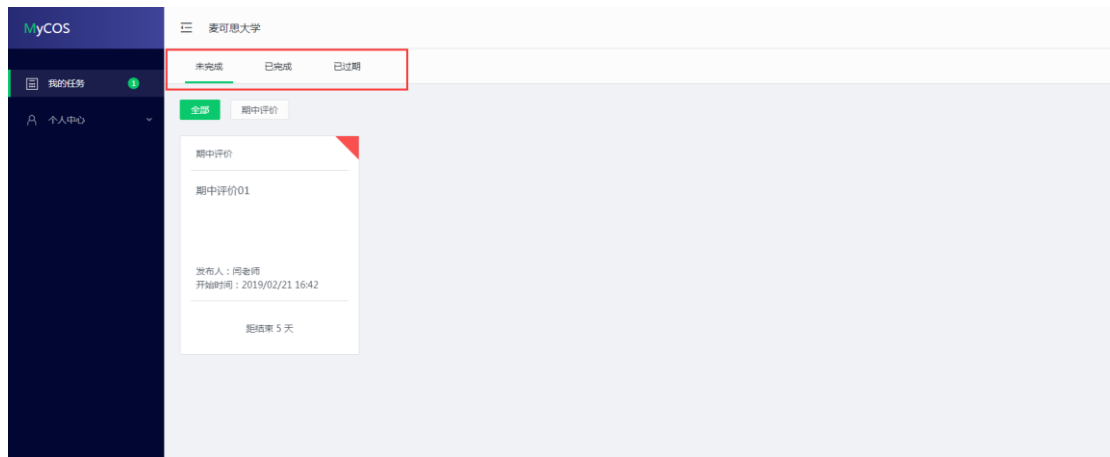 MyCOS
麦可思大学
未完成 已完成 已过期
我的任务 1
个人中心
全部 期中评价
期中评价
期中评价01
发布人：闫老师
开始时间：2019/02/21 16:42
距结束 5 天